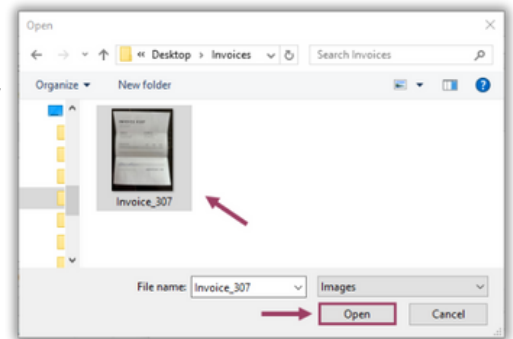 Open
« Desktop > Invoices
Search Invoices
Organize
New folder
Invoice_307
File name: Invoice_307
Images
Open
Cancel